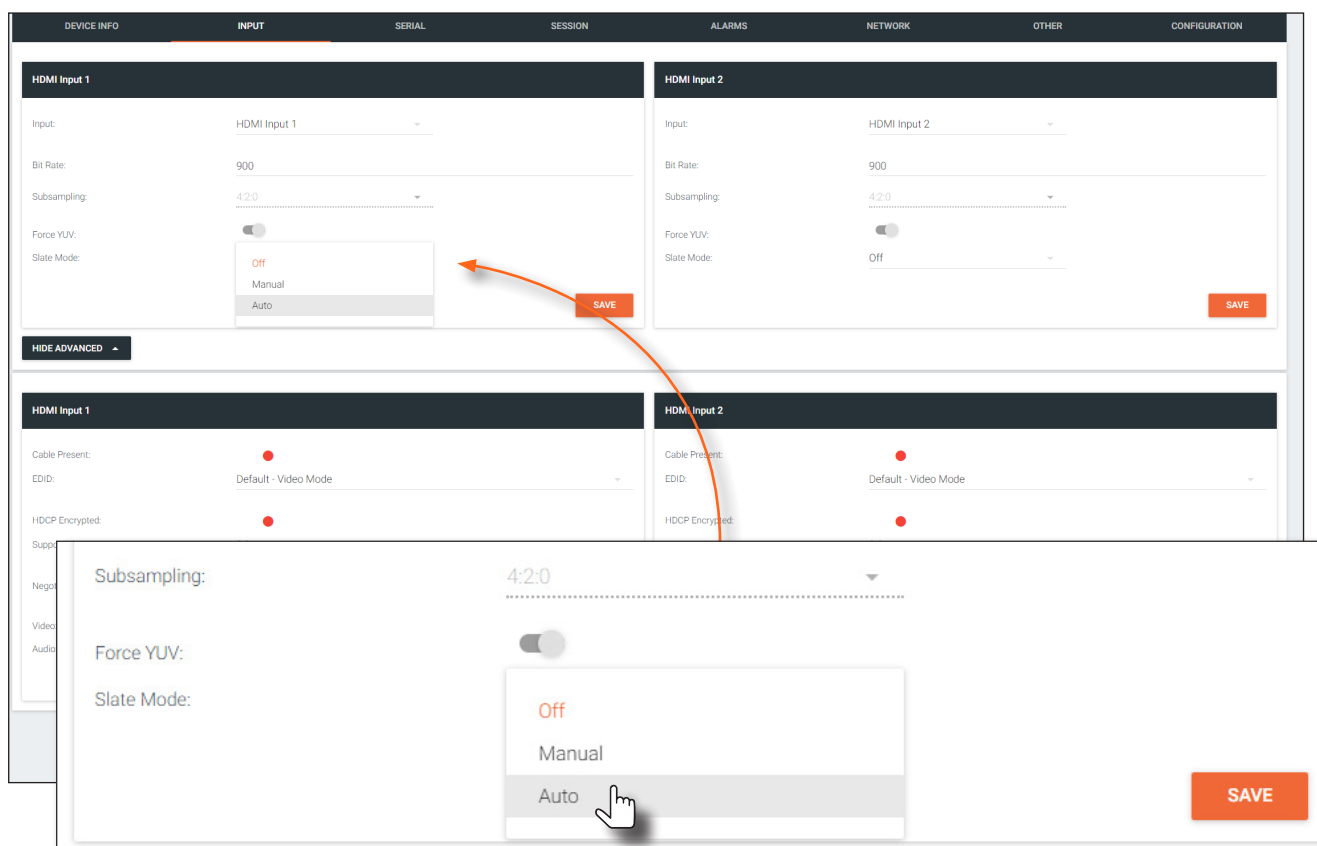 DEVICE INFO INPUT SERIAL SESSION ALARMS NETWORK OTHER CONFIGURATION
HDMI Input 1
Input: HDMI Input 1
Bit Rate: 900
Subsampling: 4:2:0
Force YUV:
Slate Mode:
Off
Manual
Auto
SAVE
HDMI Input 2
Input: HDMI Input 2
Bit Rate: 900
Subsampling: 4:2:0
Force YUV:
Slate Mode: Off
SAVE
HIDE ADVANCED
HDMI Input 1
Cable Present:
EDID: Default - Video Mode
HDCP Encrypted:
Suppo
Negot
Video
Audio
HDMI Input 2
Cable Present:
EDID: Default - Video Mode
HDCP Encrypted:
Subsampling: 4:2:0
Force YUV:
Slate Mode:
Off
Manual
Auto
SAVE